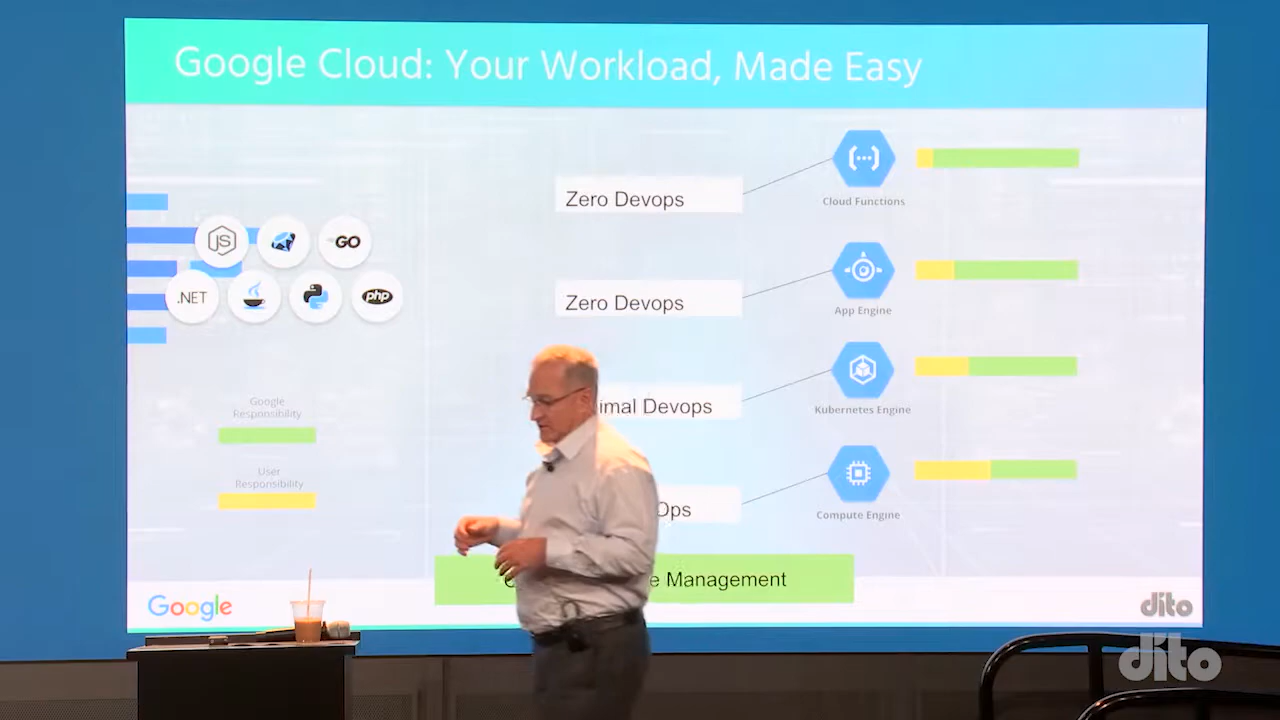 Google Cloud: Your Workload, Made Easy
Zero Devops
Cloud Functions
JS
GO
.NET
php
Zero Devops
App Engine
imal Devops
Kubernetes Engine
Google
Responsibility
User
Responsibility
Ops
Compute Engine
e Management
Google
dito
dito